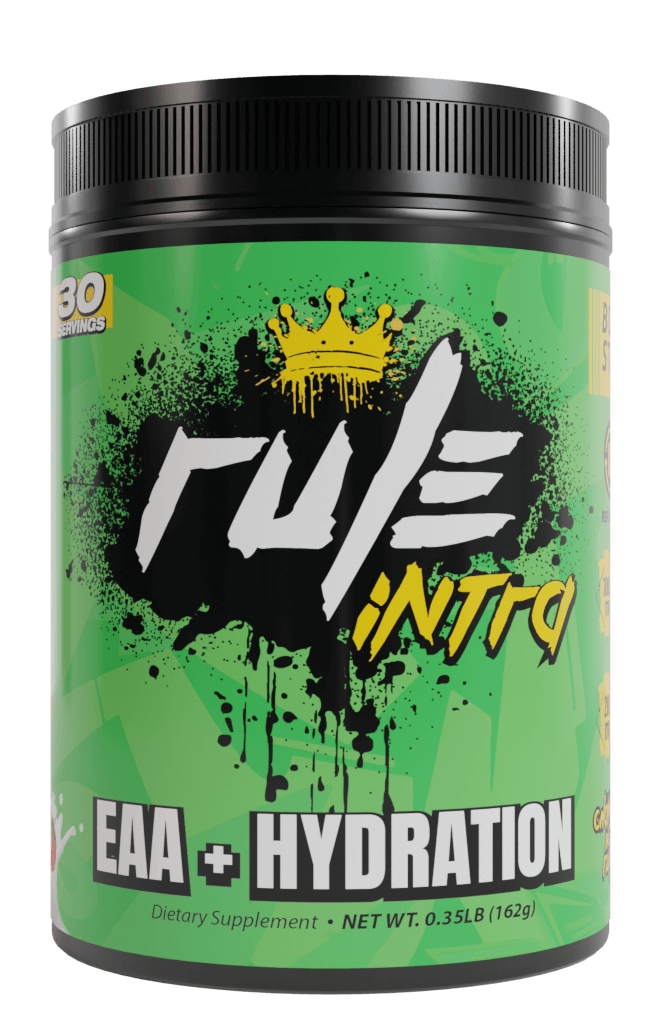 30
SERVINGS
rule
iNTra
EAA + HYDRATION
Dietary Supplement • NET WT. 0.35LB (162g)